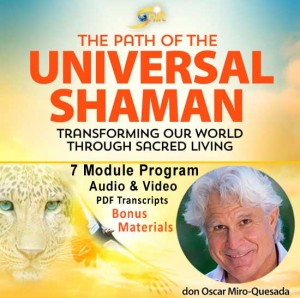 THE PATH OF THE
UNIVERSAL
SHAMAN
TRANSFORMING OUR WORLD
THROUGH SACRED LIVING
7 Module Program
Audio & Video
PDF Transcripts
Bonus
Materials
don Oscar Miro-Quesada